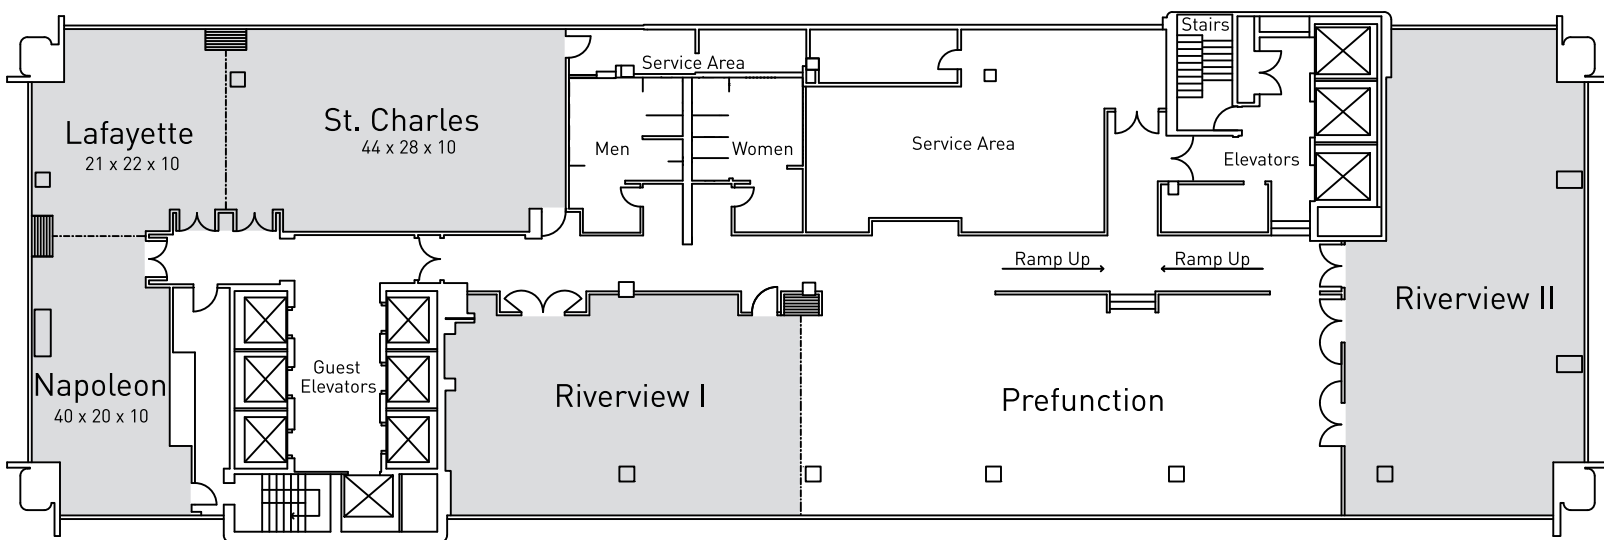 Stairs
Service Area
Lafayette
21 x 22 x 10
St. Charles
44 x 28 x 10
Men
Women
Service Area
Elevators
Ramp Up
Ramp Up
Riverview II
Napoleon
40 x 20 x 10
Guest
Elevators
Riverview I
Prefunction